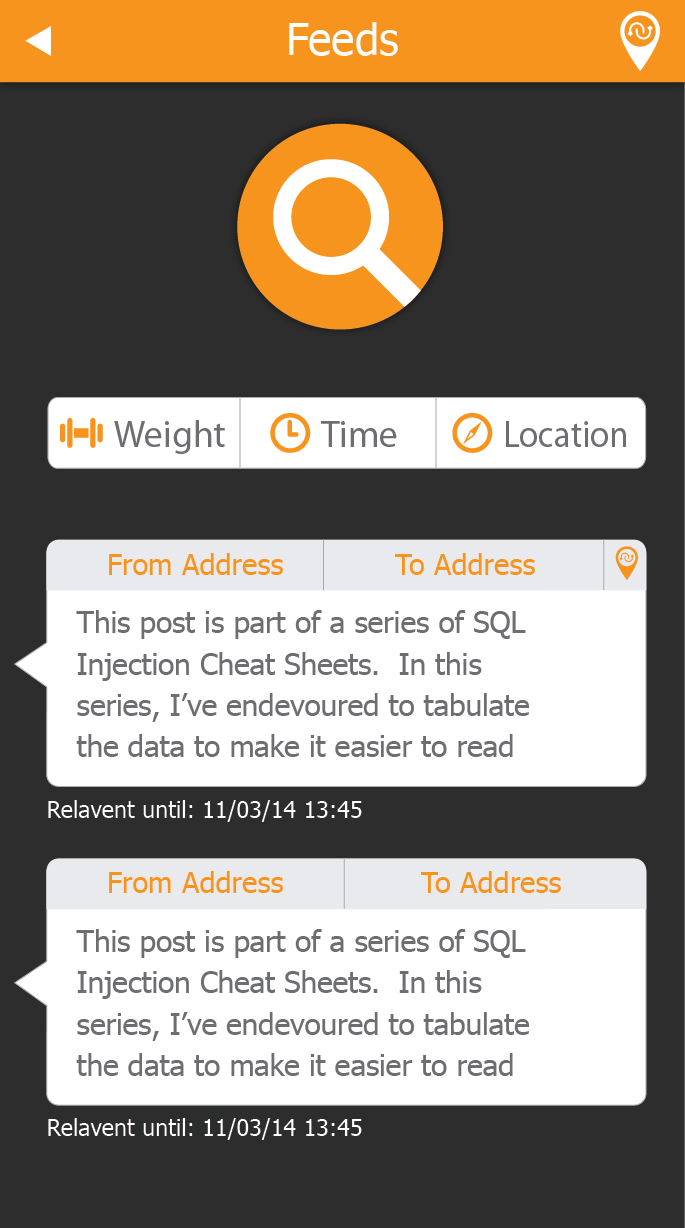 Feeds
Weight Time Location
From Address To Address
This post is part of a series of SQL
Injection Cheat Sheets.  In this
series, I’ve endevoured to tabulate
the data to make it easier to read
Relavent until: 11/03/14 13:45
From Address To Address
This post is part of a series of SQL
Injection Cheat Sheets.  In this
series, I’ve endevoured to tabulate
the data to make it easier to read
Relavent until: 11/03/14 13:45